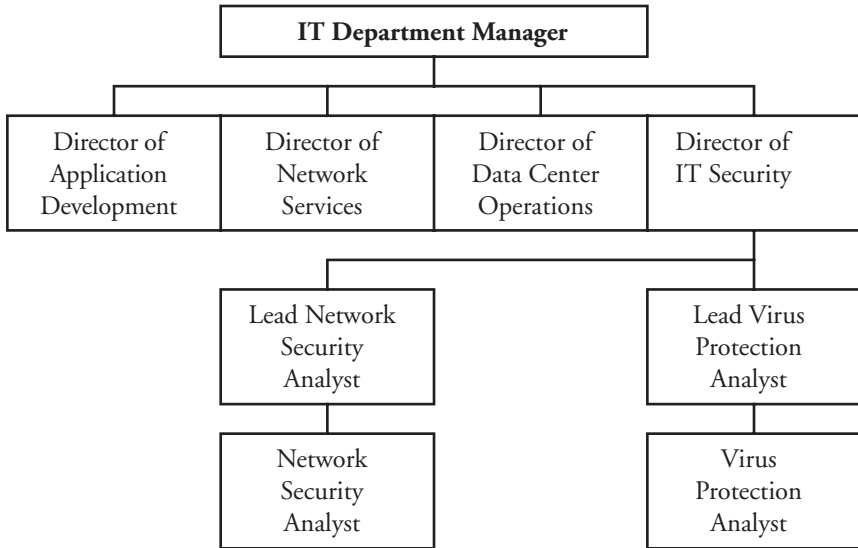 IT Department Manager
Director of
Application
Development
Director of
Network
Services
Director of
Data Center
Operations
Director of
IT Security
Lead Network
Security
Analyst
Lead Virus
Protection
Analyst
Network
Security
Analyst
Virus
Protection
Analyst